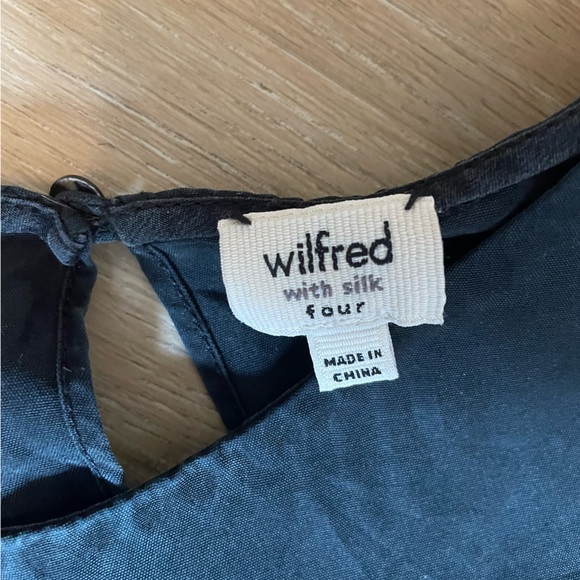 wilfred
with silk
four
MADE IN
CHINA